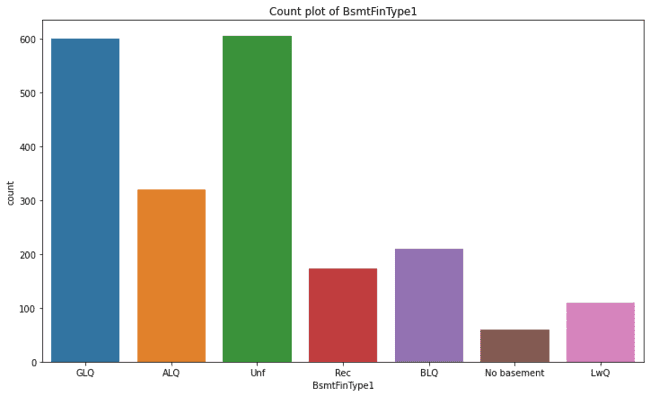 Count plot of BsmtFinType1
600
500
400
300
200
100
0
count
GLQ ALQ Unf Rec BLQ No basement LwQ
BsmtFinType1